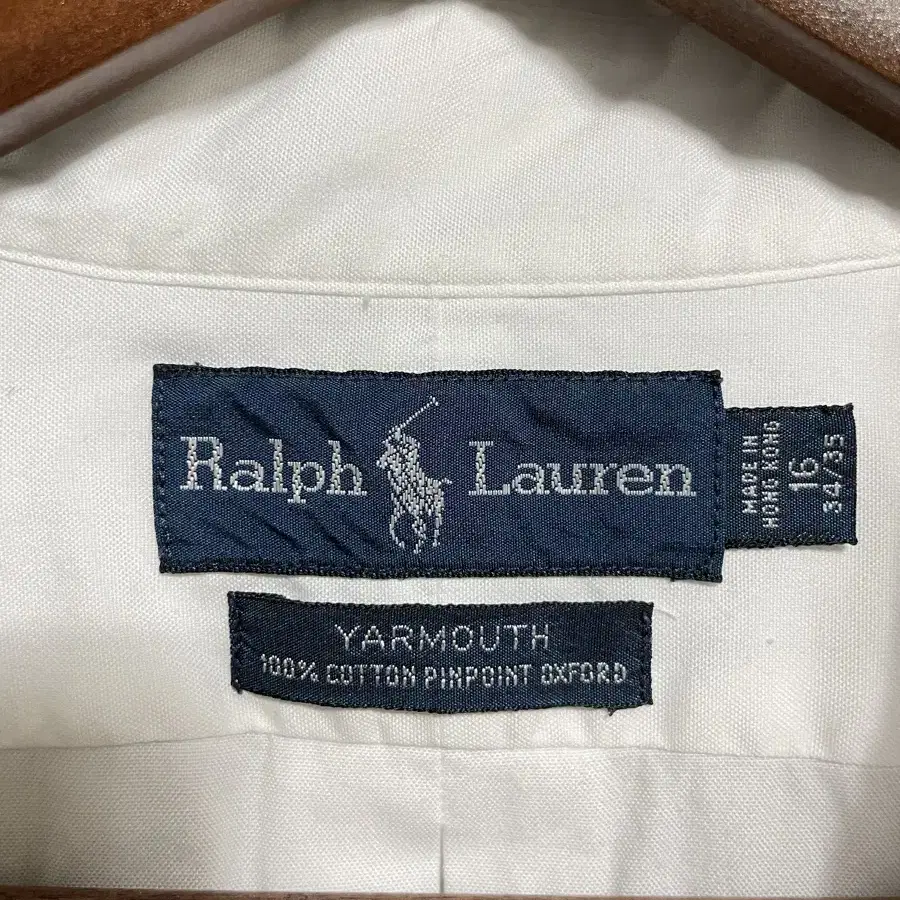 Ralph Lauren
MADE IN
HONG KONG
16
34/35
YARMOUTH
100% COTTON PINPOINT OXFORD